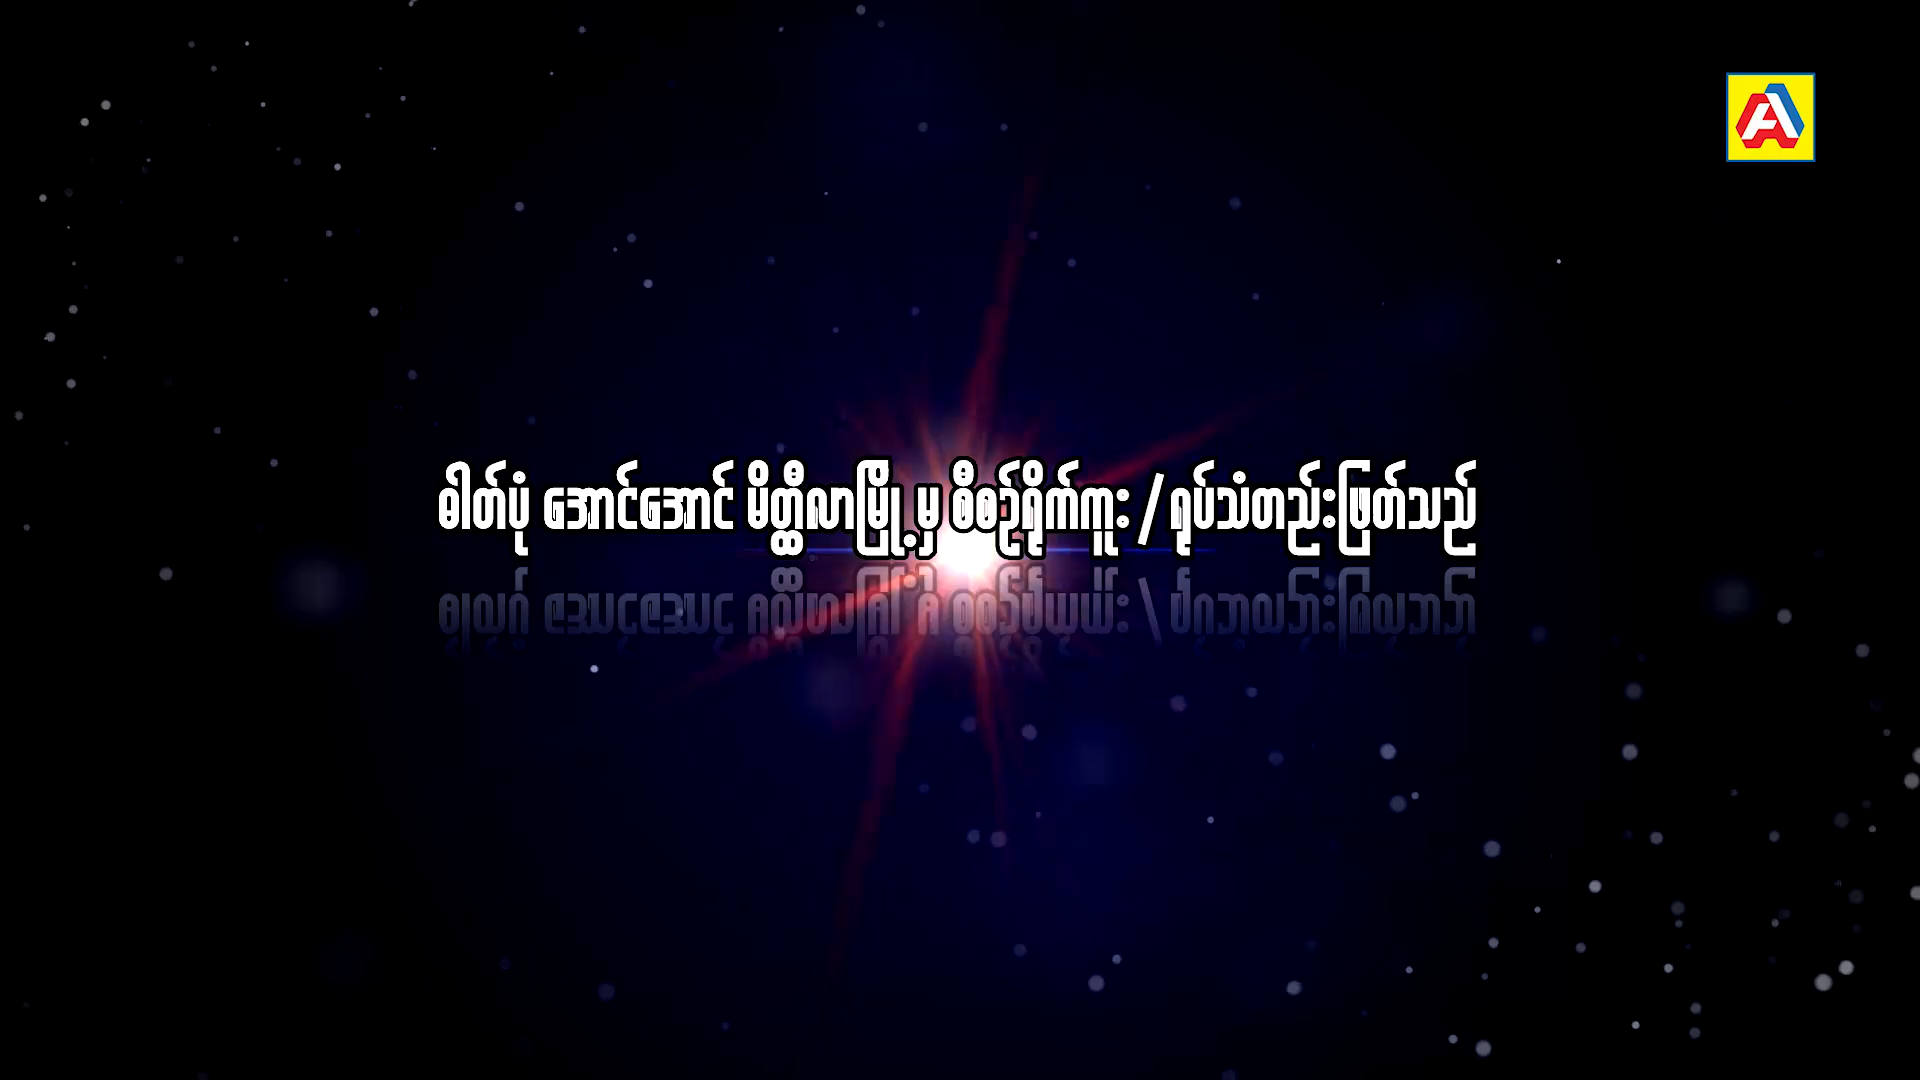 ဓါတ်ပုံ အောင်အောင် မိတ္ထီလာမြို့မှ စီစဉ်ရိုက်ကူး / ရုပ်သံတည်းဖြတ်သည်